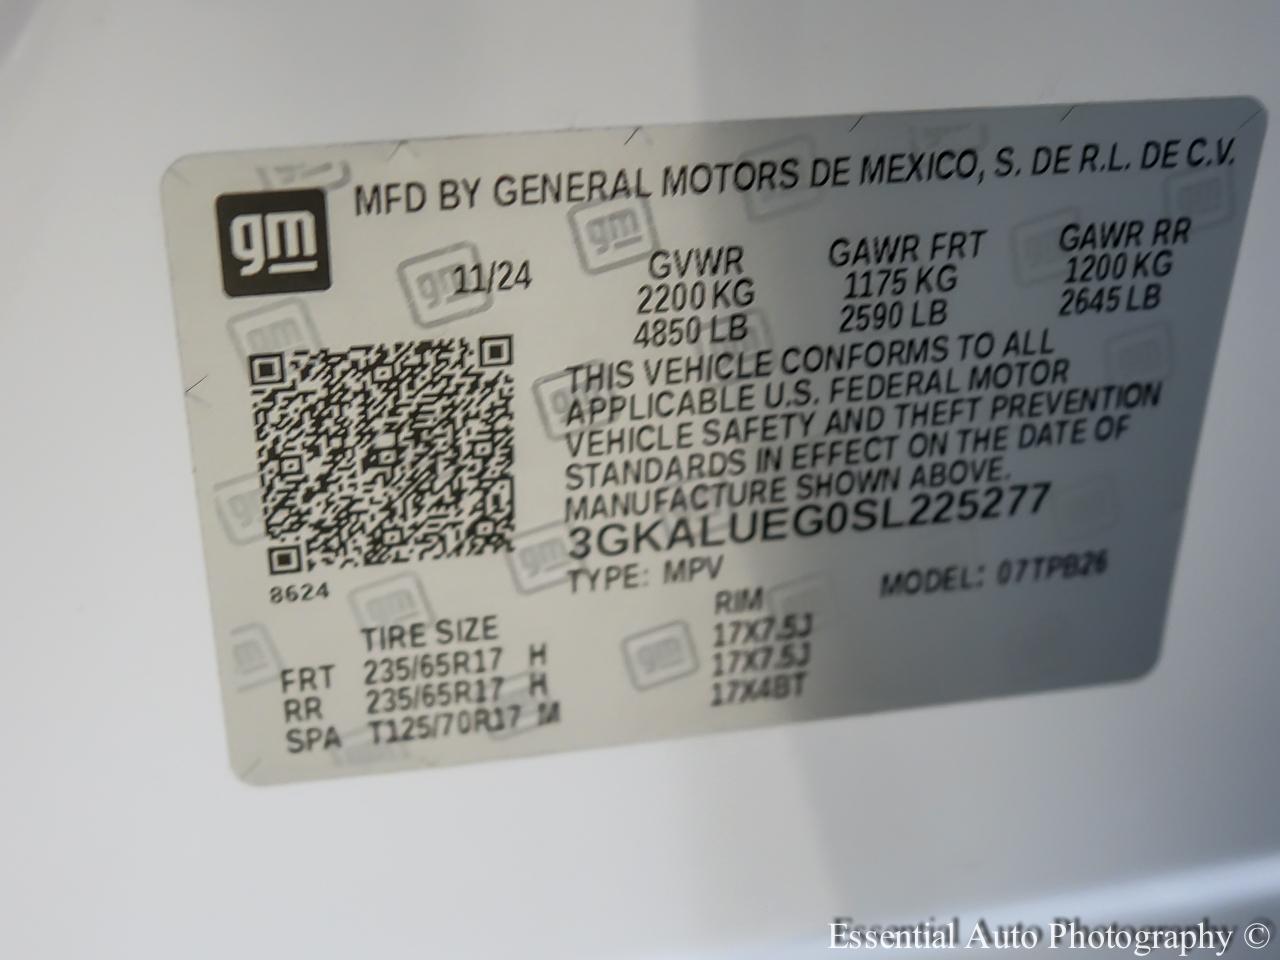 gm
MFD BY GENERAL MOTORS DE MEXICO, S. DE R.L. DE C.V.
11/24
GVWR
2200 KG
4850 LB
GAWR FRT
1175 KG
2590 LB
GAWR RR
1200 KG
2645 LB
THIS VEHICLE CONFORMS TO ALL
APPLICABLE U.S. FEDERAL MOTOR
VEHICLE SAFETY AND THEFT PREVENTION
STANDARDS IN EFFECT ON THE DATE OF
MANUFACTURE SHOWN ABOVE.
3GKALUEG0SL225277
TYPE: MPV MODEL: 07TPB26
8624
TIRE SIZE RIM
FRT 235/65R17 H 17X7.5J
RR 235/65R17 H 17X7.5J
SPA T125/70R17 M 17X4BT
Essential Auto Photography ©